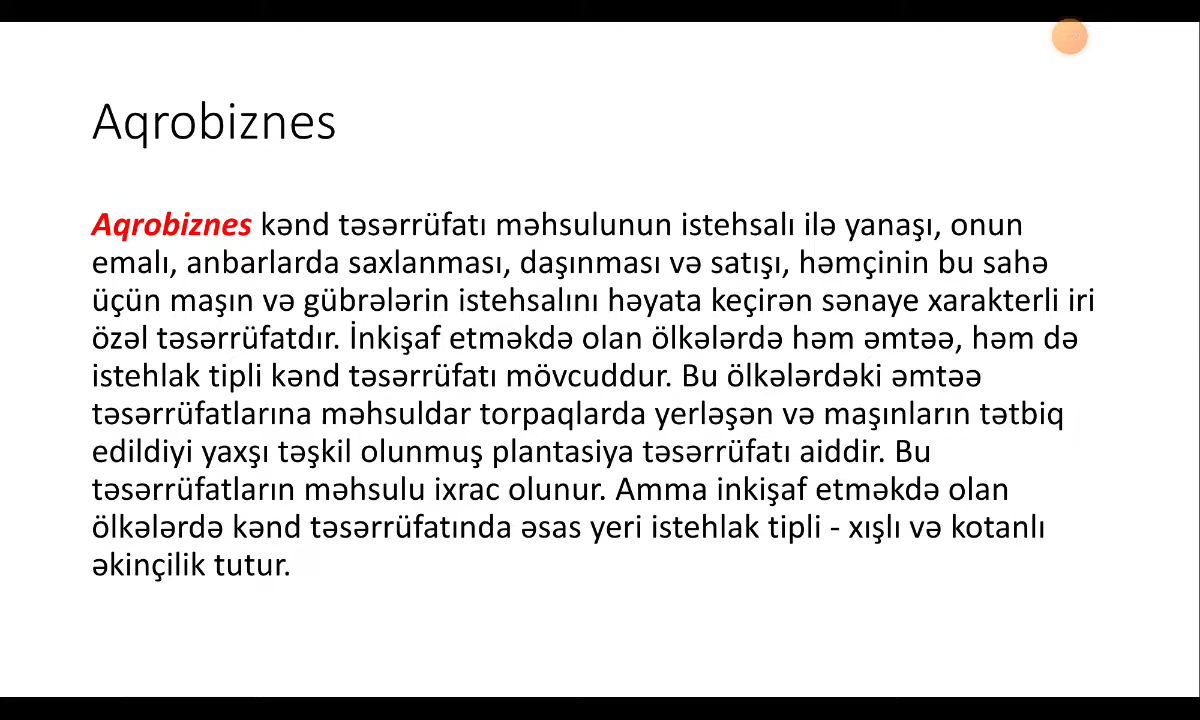 Aqrobiznes
Aqrobiznes kənd təsərrüfatı məhsulunun istehsalı ilə yanaşı, onun
emalı, anbarlarda saxlanması, daşınması və satışı, həmçinin bu sahə
üçün maşın və gübrələrin istehsalını həyata keçirən sənaye xarakterli iri
özəl təsərrüfatdır. İnkişaf etməkdə olan ölkələrdə həm əmtəə, həm də
istehlak tipli kənd təsərrüfatı mövcuddur. Bu ölkələrdəki əmtəə
təsərrüfatlarına məhsuldar torpaqlarda yerləşən və maşınların tətbiq
edildiyi yaxşı təşkil olunmuş plantasiya təsərrüfatı aiddir. Bu
təsərrüfatların məhsulu ixrac olunur. Amma inkişaf etməkdə olan
ölkələrdə kənd təsərrüfatında əsas yeri istehlak tipli - xışlı və kotanlı
əkinçilik tutur.